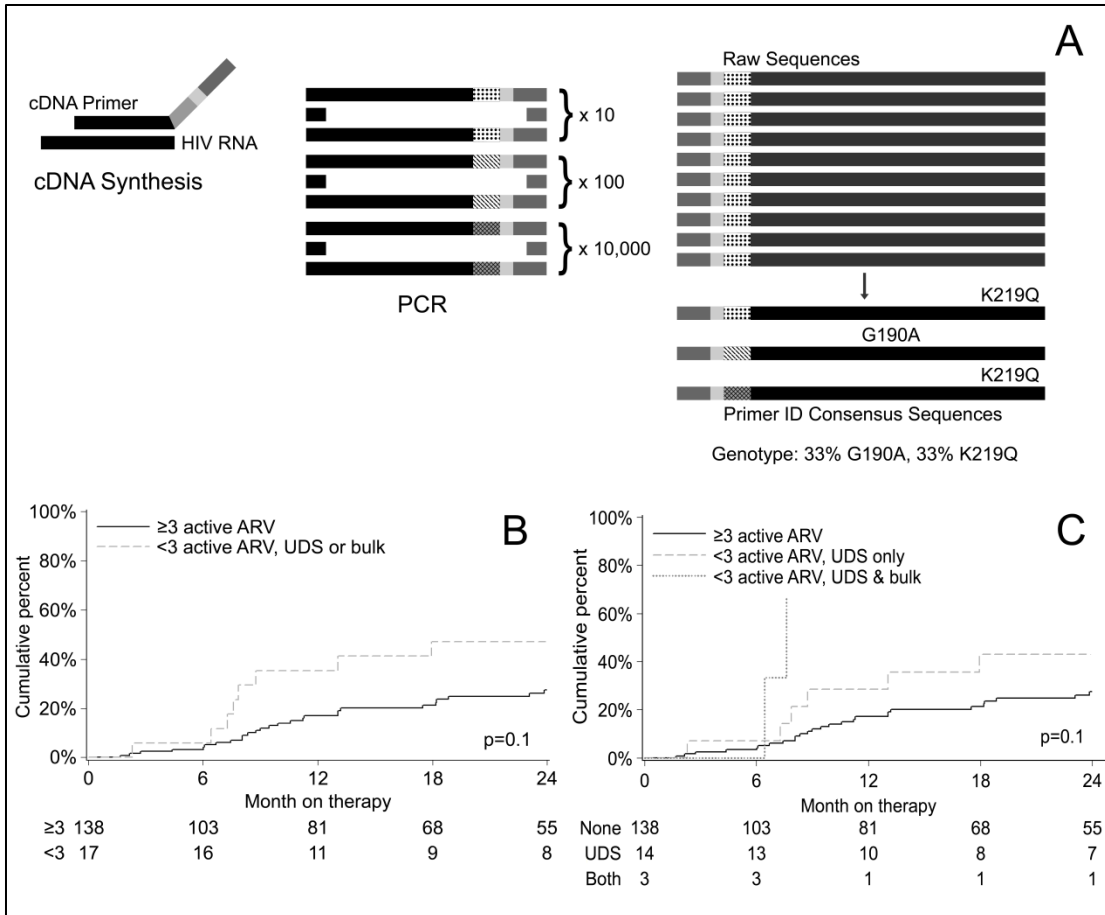 A
cDNA Primer
HIV RNA
cDNA Synthesis
x 10
x 100
x 10,000
PCR
Raw Sequences
K219Q
G190A
K219Q
Primer ID Consensus Sequences
Genotype: 33% G190A, 33% K219Q
B
≥3 active ARV
<3 active ARV, UDS or bulk
Cumulative percent
100%
80%
60%
40%
20%
0%
p=0.1
0 6 12 18 24
Month on therapy
≥3 138 103 81 68 55
<3 17 16 11 9 8
C
≥3 active ARV
<3 active ARV, UDS only
<3 active ARV, UDS & bulk
Cumulative percent
100%
80%
60%
40%
20%
0%
p=0.1
0 6 12 18 24
Month on therapy
None 138 103 81 68 55
UDS 14 13 10 8 7
Both 3 3 1 1 1